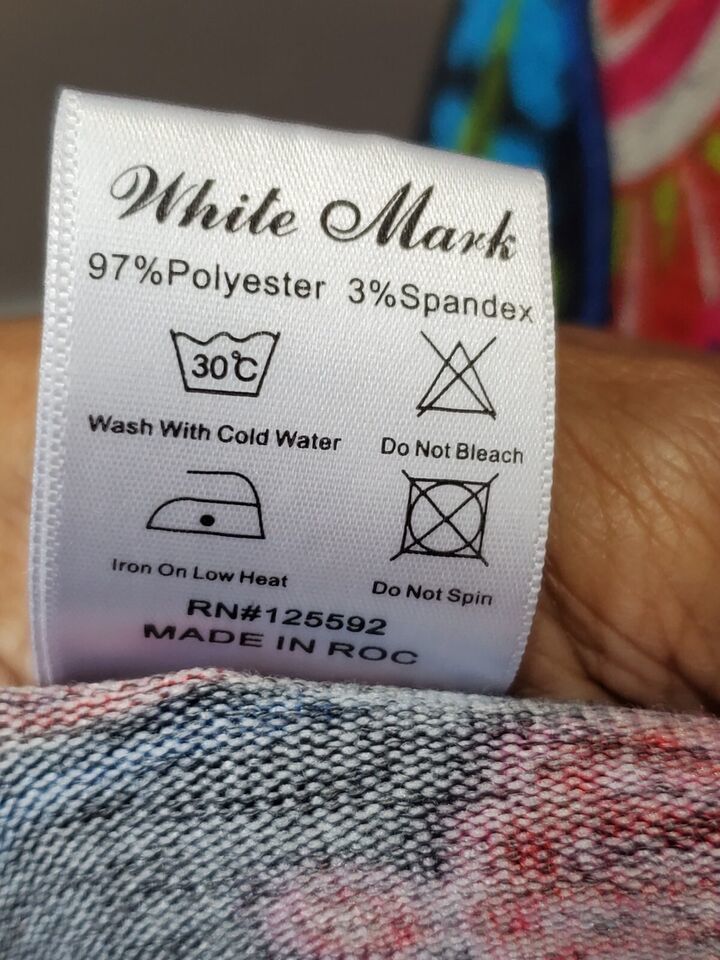 White Mark
97%Polyester 3%Spandex
30℃
Wash With Cold Water
Do Not Bleach
Iron On Low Heat
Do Not Spin
RN#125592
MADE IN ROC